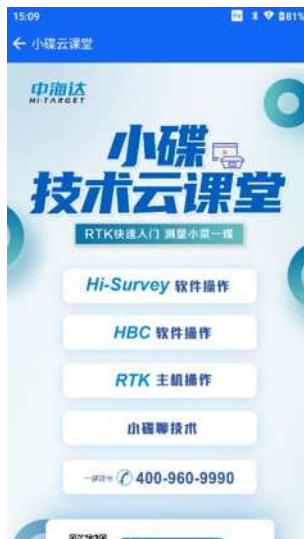 15:09
81%
小碟云课堂
中海达
HI-TARGET
小碟
技术云课堂
RTK快速入门 测量小菜一碟
Hi-Survey 软件操作
HBC 软件操作
RTK 主机操作
小碟聊技术
400-960-9990